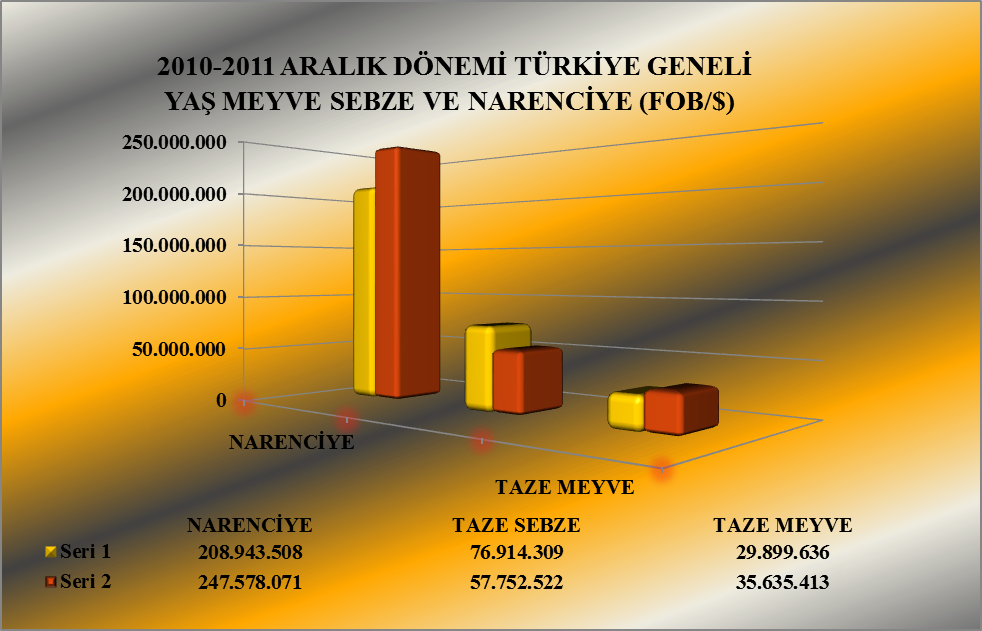 2010-2011 ARALIK DÖNEMİ TÜRKİYE GENELİ
YAŞ MEYVE SEBZE VE NARENCİYE (FOB/$)
250.000.000
200.000.000
150.000.000
100.000.000
50.000.000
0
NARENCİYE
TAZE MEYVE
NARENCİYE TAZE SEBZE TAZE MEYVE
Seri 1 208.943.508 76.914.309 29.899.636
Seri 2 247.578.071 57.752.522 35.635.413